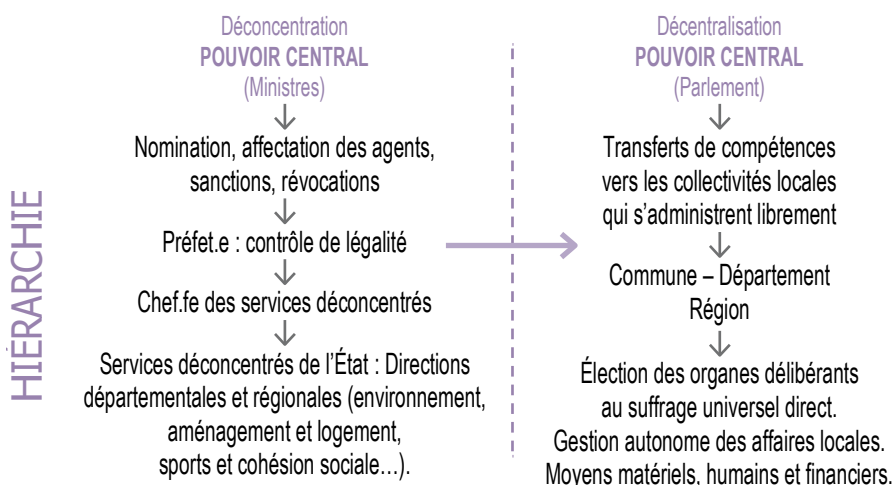 HIÉRARCHIE
Déconcentration
POUVOIR CENTRAL
(Ministres)
Nomination, affectation des agents,
sanctions, révocations
Préfet.e : contrôle de légalité
Chef.fe des services déconcentrés
Services déconcentrés de l’État : Directions
départementales et régionales (environnement,
aménagement et logement,
sports et cohésion sociale…).
Décentralisation
POUVOIR CENTRAL
(Parlement)
Transferts de compétences
vers les collectivités locales
qui s’administrent librement
Commune – Département
Région
Élection des organes délibérants
au suffrage universel direct.
Gestion autonome des affaires locales.
Moyens matériels, humains et financiers.